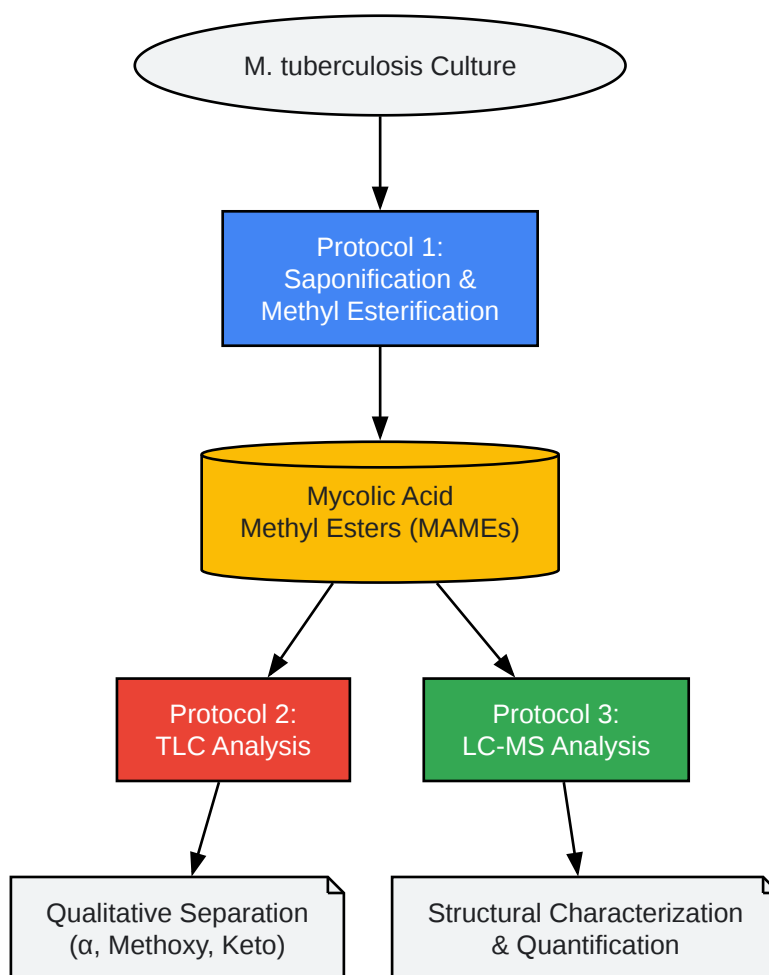 M. tuberculosis Culture
Protocol 1:
Saponification &
Methyl Esterification
Mycolic Acid
Methyl Esters (MAMEs)
Protocol 2:
TLC Analysis
Protocol 3:
LC-MS Analysis
Qualitative Separation
(α, Methoxy, Keto)
Structural Characterization
& Quantification